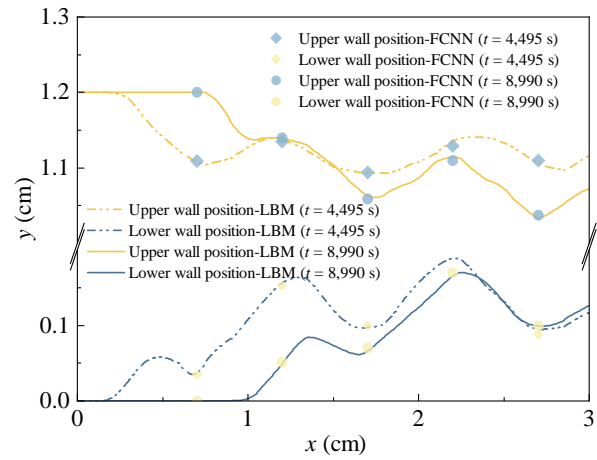 1.3
Upper wall position-FCNN (t = 4,495 s)
Lower wall position-FCNN (t = 4,495 s)
Upper wall position-FCNN (t = 8,990 s)
Lower wall position-FCNN (t = 8,990 s)
1.2
1.1
Upper wall position-LBM (t = 4,495 s)
Lower wall position-LBM (t = 4,495 s)
Upper wall position-LBM (t = 8,990 s)
Lower wall position-LBM (t = 8,990 s)
y (cm)
0.1
0.0
0 1 2 3
x (cm)